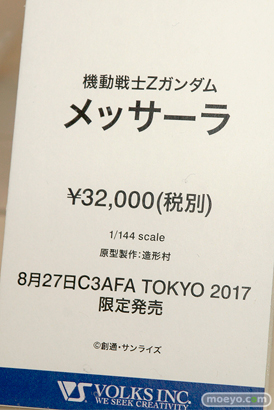 機動戦士Zガンダム
メッサーラ
¥32,000(税別)
1/144 scale
原型製作:造形村
8月27日C3AFA TOKYO 2017
限定発売
©創通・サンライズ
VS VOLKS INC.
WE SEEK CREATIVITY
moeyo.com